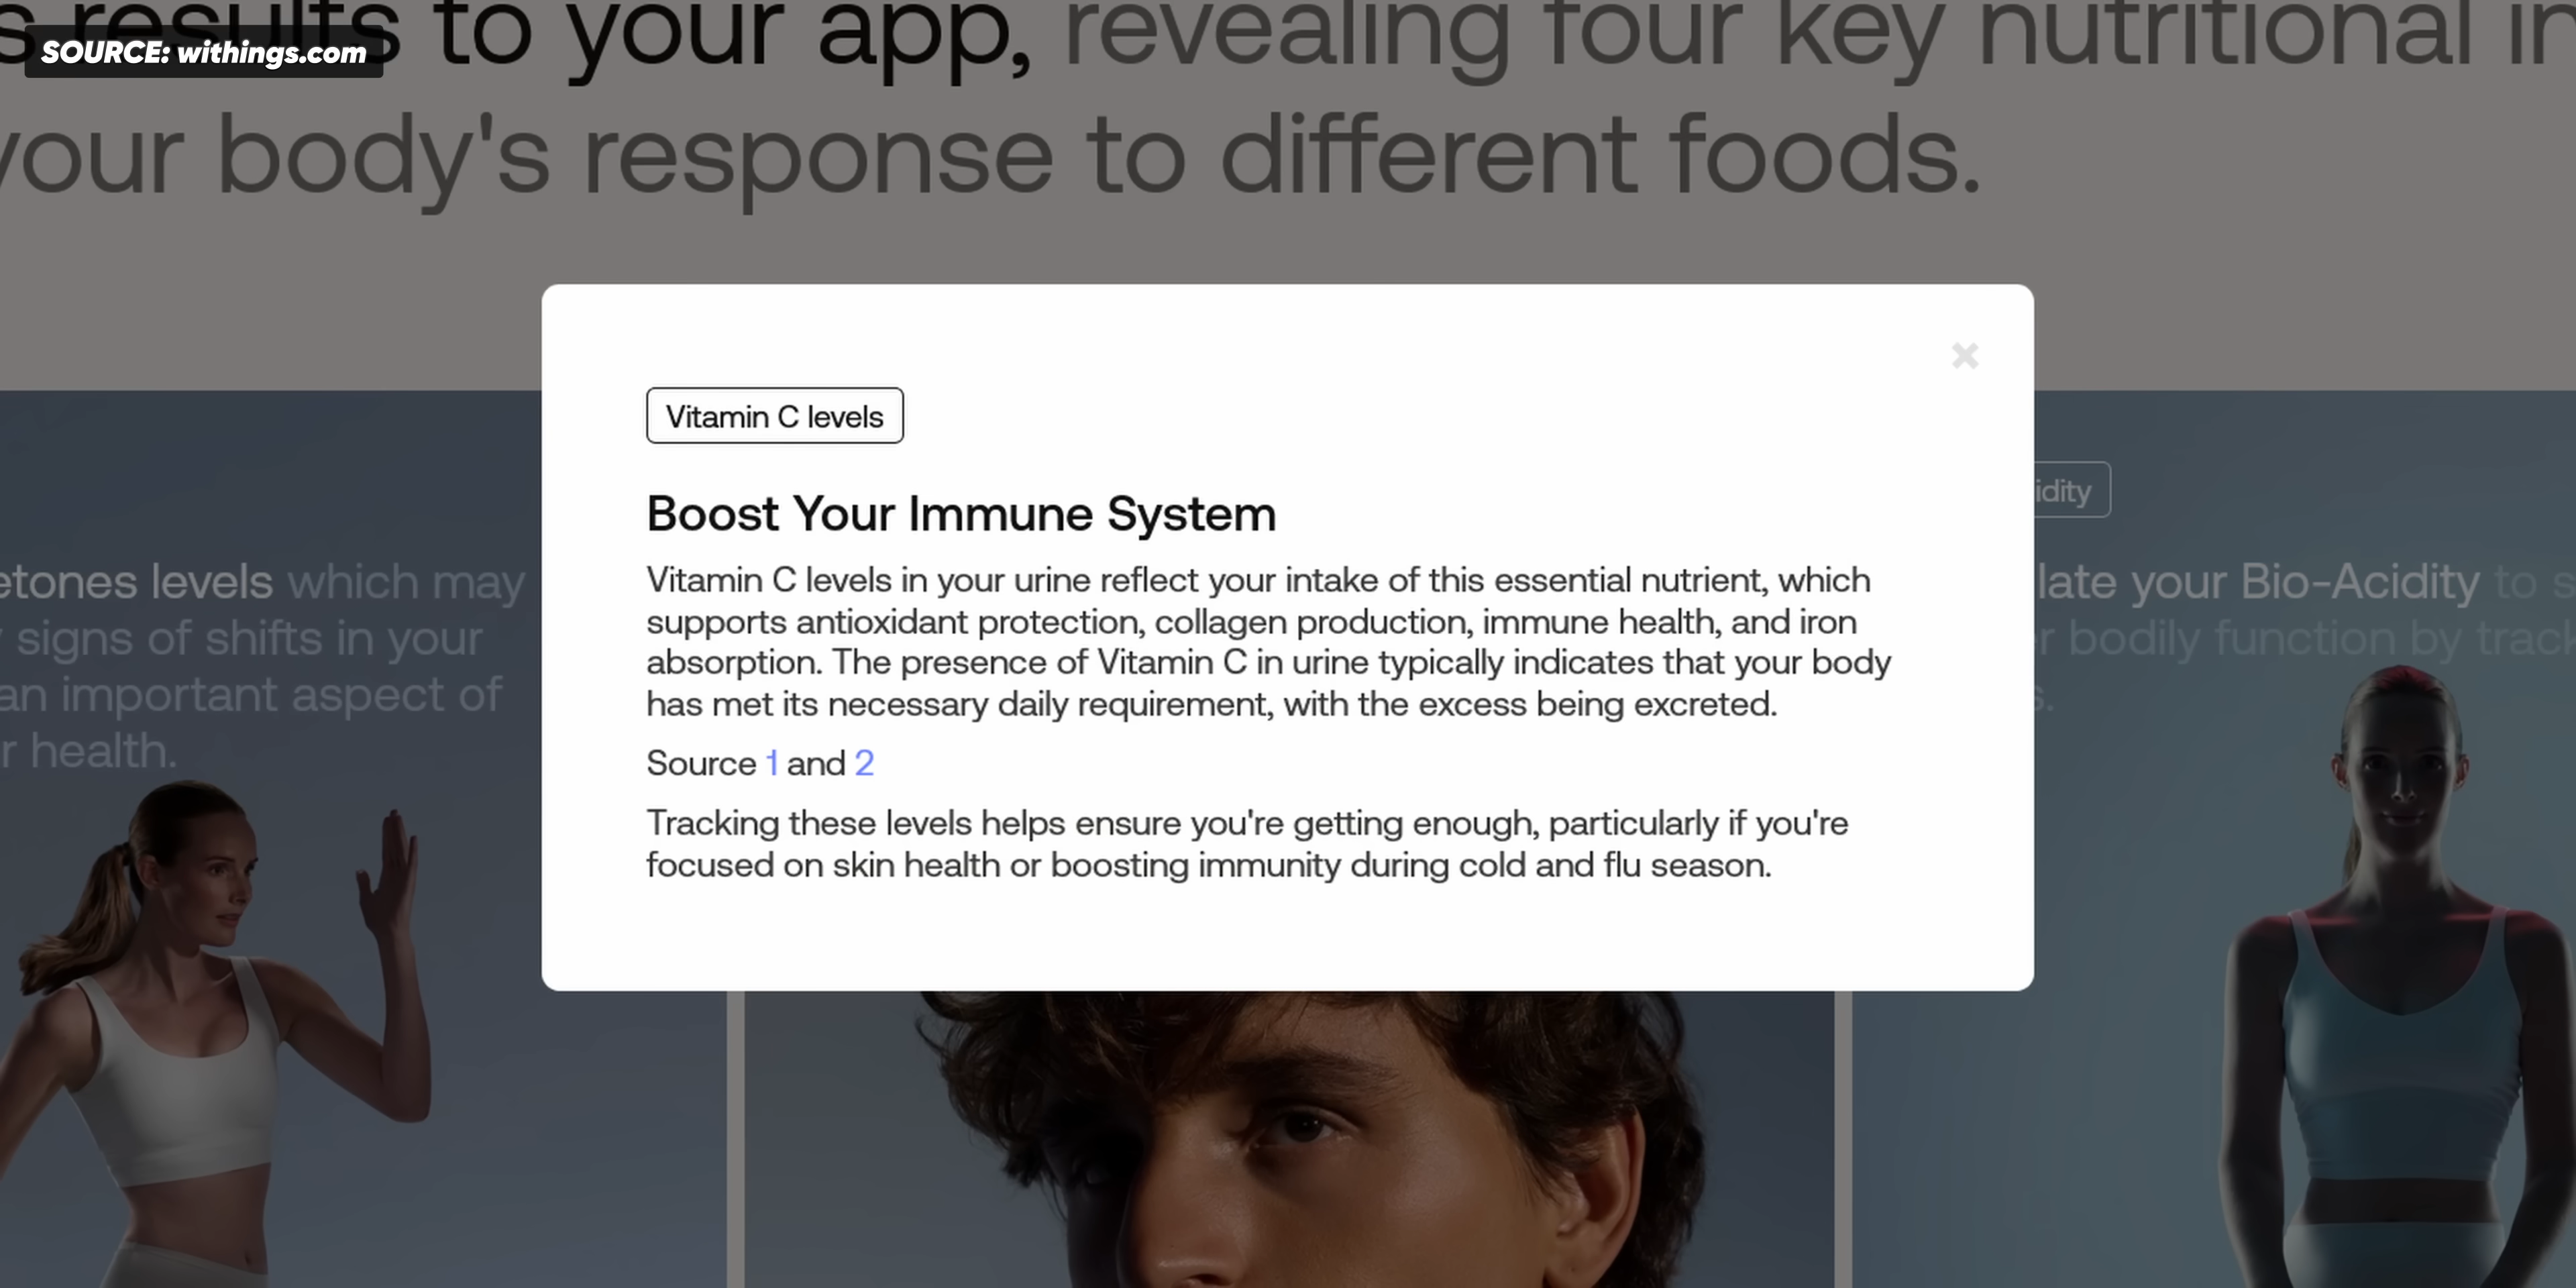 s results to your app, revealing four key nutritional in
SOURCE: withings.com
your body's response to different foods.
Vitamin C levels
Boost Your Immune System
Vitamin C levels in your urine reflect your intake of this essential nutrient, which
supports antioxidant protection, collagen production, immune health, and iron
absorption. The presence of Vitamin C in urine typically indicates that your body
has met its necessary daily requirement, with the excess being excreted.
Source 1 and 2
Tracking these levels helps ensure you're getting enough, particularly if you're
focused on skin health or boosting immunity during cold and flu season.
etones levels which may
signs of shifts in your
an important aspect of
r health.
idity
late your Bio-Acidity to s
r bodily function by track
s.